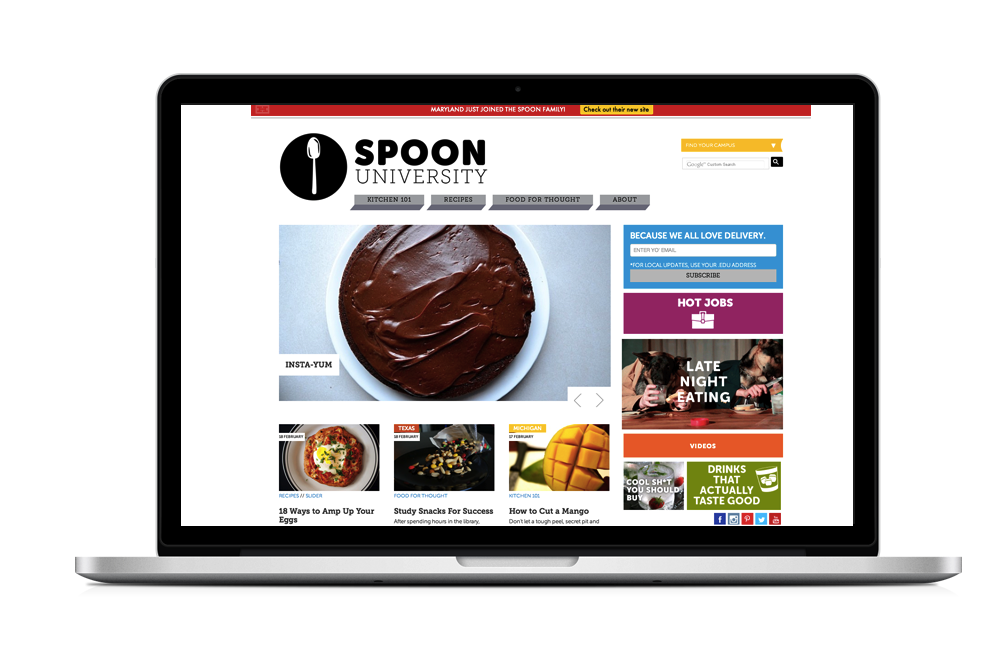 MARYLAND JUST JOINED THE SPOON FAMILY!
Check out their new site
SPOON
UNIVERSITY
FIND YOUR CAMPUS
Google™ Custom Search
KITCHEN 101
RECIPES
FOOD FOR THOUGHT
ABOUT
INSTA-YUM
BECAUSE WE ALL LOVE DELIVERY.
ENTER YO' EMAIL.
*FOR LOCAL UPDATES, USE YOUR .EDU ADDRESS
SUBSCRIBE
HOT JOBS
LATE
NIGHT
EATING
VIDEOS
COOL SH*T
YOU SHOULD
BUY
DRINKS
THAT
ACTUALLY
TASTE GOOD
18 FEBRUARY
RECIPES // SLIDER
18 Ways to Amp Up Your
Eggs
TEXAS
18 FEBRUARY
FOOD FOR THOUGHT
Study Snacks For Success
After spending hours in the library,
MICHIGAN
17 FEBRUARY
KITCHEN 101
How to Cut a Mango
Don't let a tough peel, secret pit and